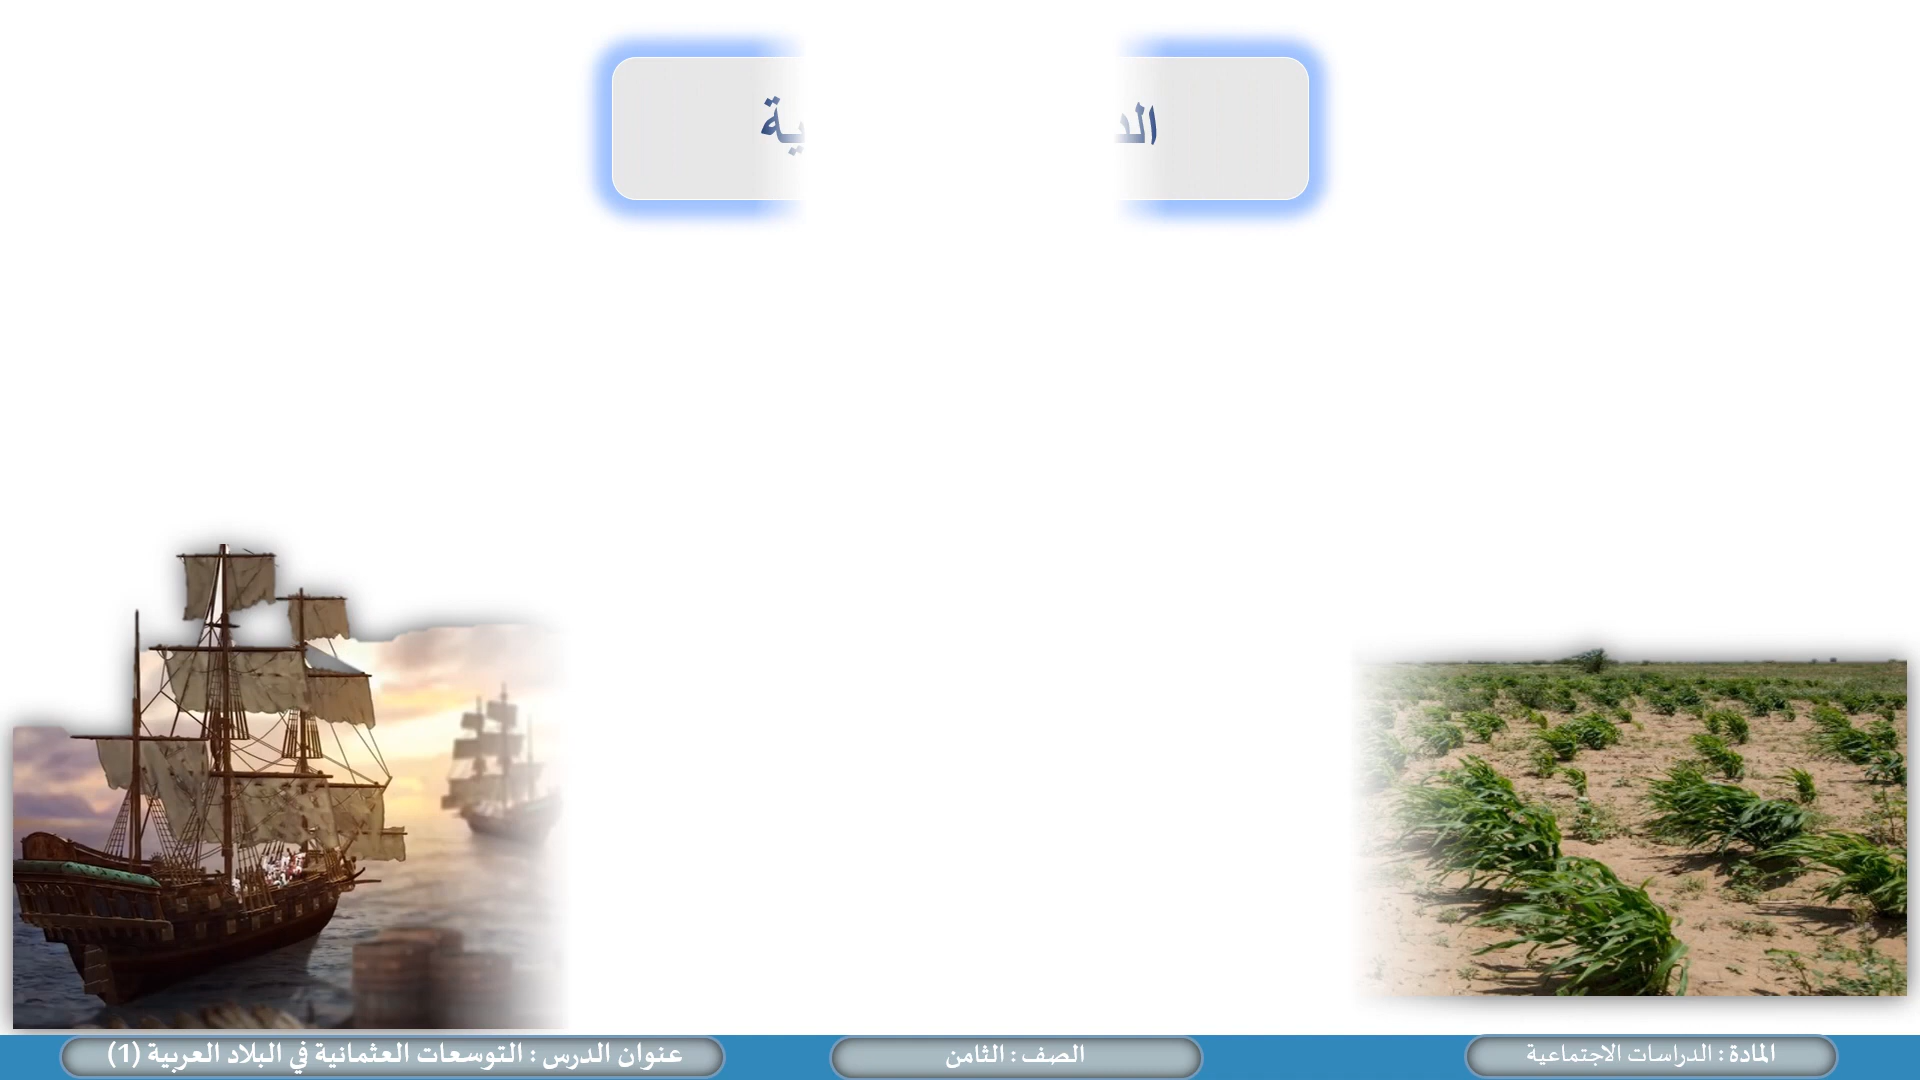 المادة : الدراسات الاجتماعية
الصف : الثامن
عنوان الدرس : التوسعات العثمانية في البلاد العربية (1)